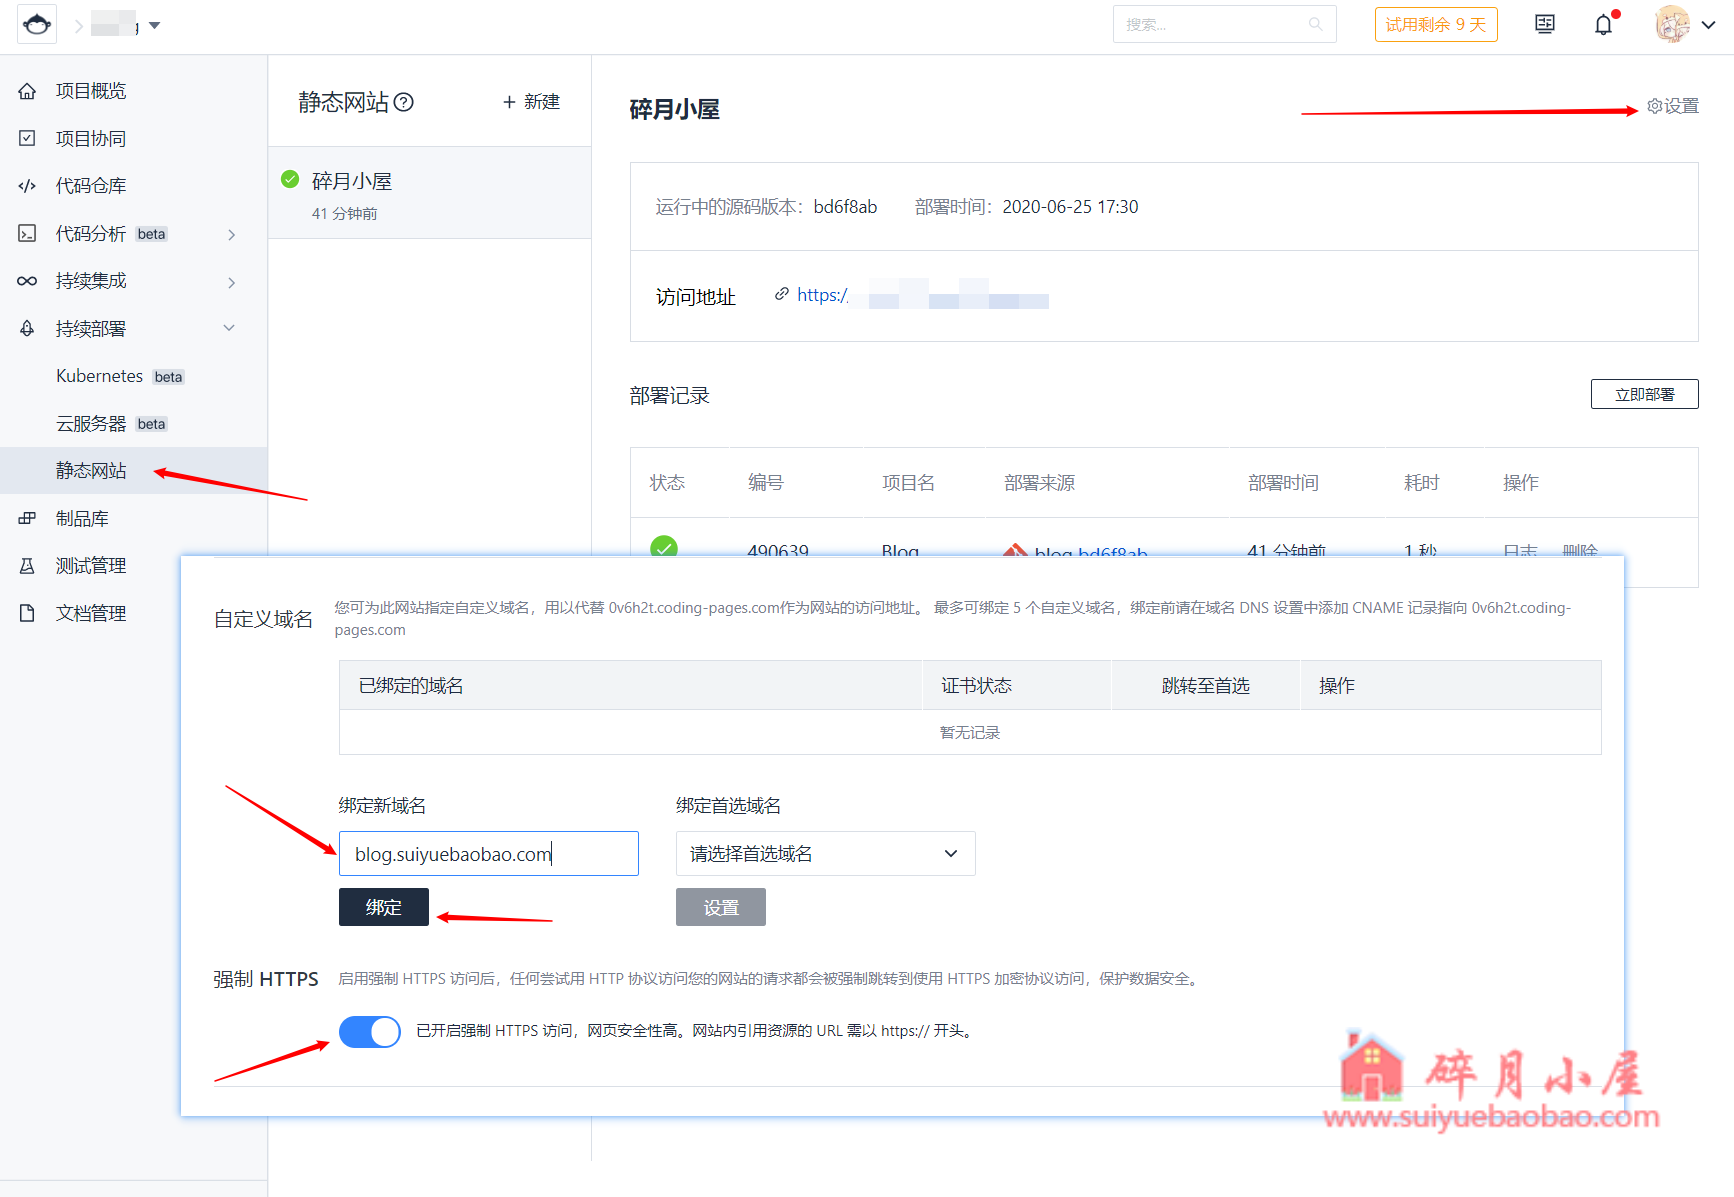 搜索...
试用剩余 9 天
项目概览
项目协同
代码仓库
代码分析 beta
持续集成
持续部署
Kubernetes beta
云服务器 beta
静态网站
制品库
测试管理
文档管理
静态网站
+ 新建
碎月小屋
41 分钟前
碎月小屋
设置
运行中的源码版本： bd6f8ab 部署时间： 2020-06-25 17:30
访问地址 https:/
部署记录
立即部署
状态 编号 项目名 部署来源 部署时间 耗时 操作
490639 Blog blog bd6f8ab 41 分钟前 1 秒 日志 删除
自定义域名
您可为此网站指定自定义域名，用以代替 0v6h2t.coding-pages.com作为网站的访问地址。 最多可绑定 5 个自定义域名，绑定前请在域名 DNS 设置中添加 CNAME 记录指向 0v6h2t.coding-
pages.com
已绑定的域名 证书状态 跳转至首选 操作
暂无记录
绑定新域名 绑定首选域名
blog.suiyuebaobao.com 请选择首选域名
绑定 设置
强制 HTTPS 启用强制 HTTPS 访问后，任何尝试用 HTTP 协议访问您的网站的请求都会被强制跳转到使用 HTTPS 加密协议访问，保护数据安全。
已开启强制 HTTPS 访问，网页安全性高。网站内引用资源的 URL 需以 https:// 开头。
碎月小屋
www.suiyuebaobao.com